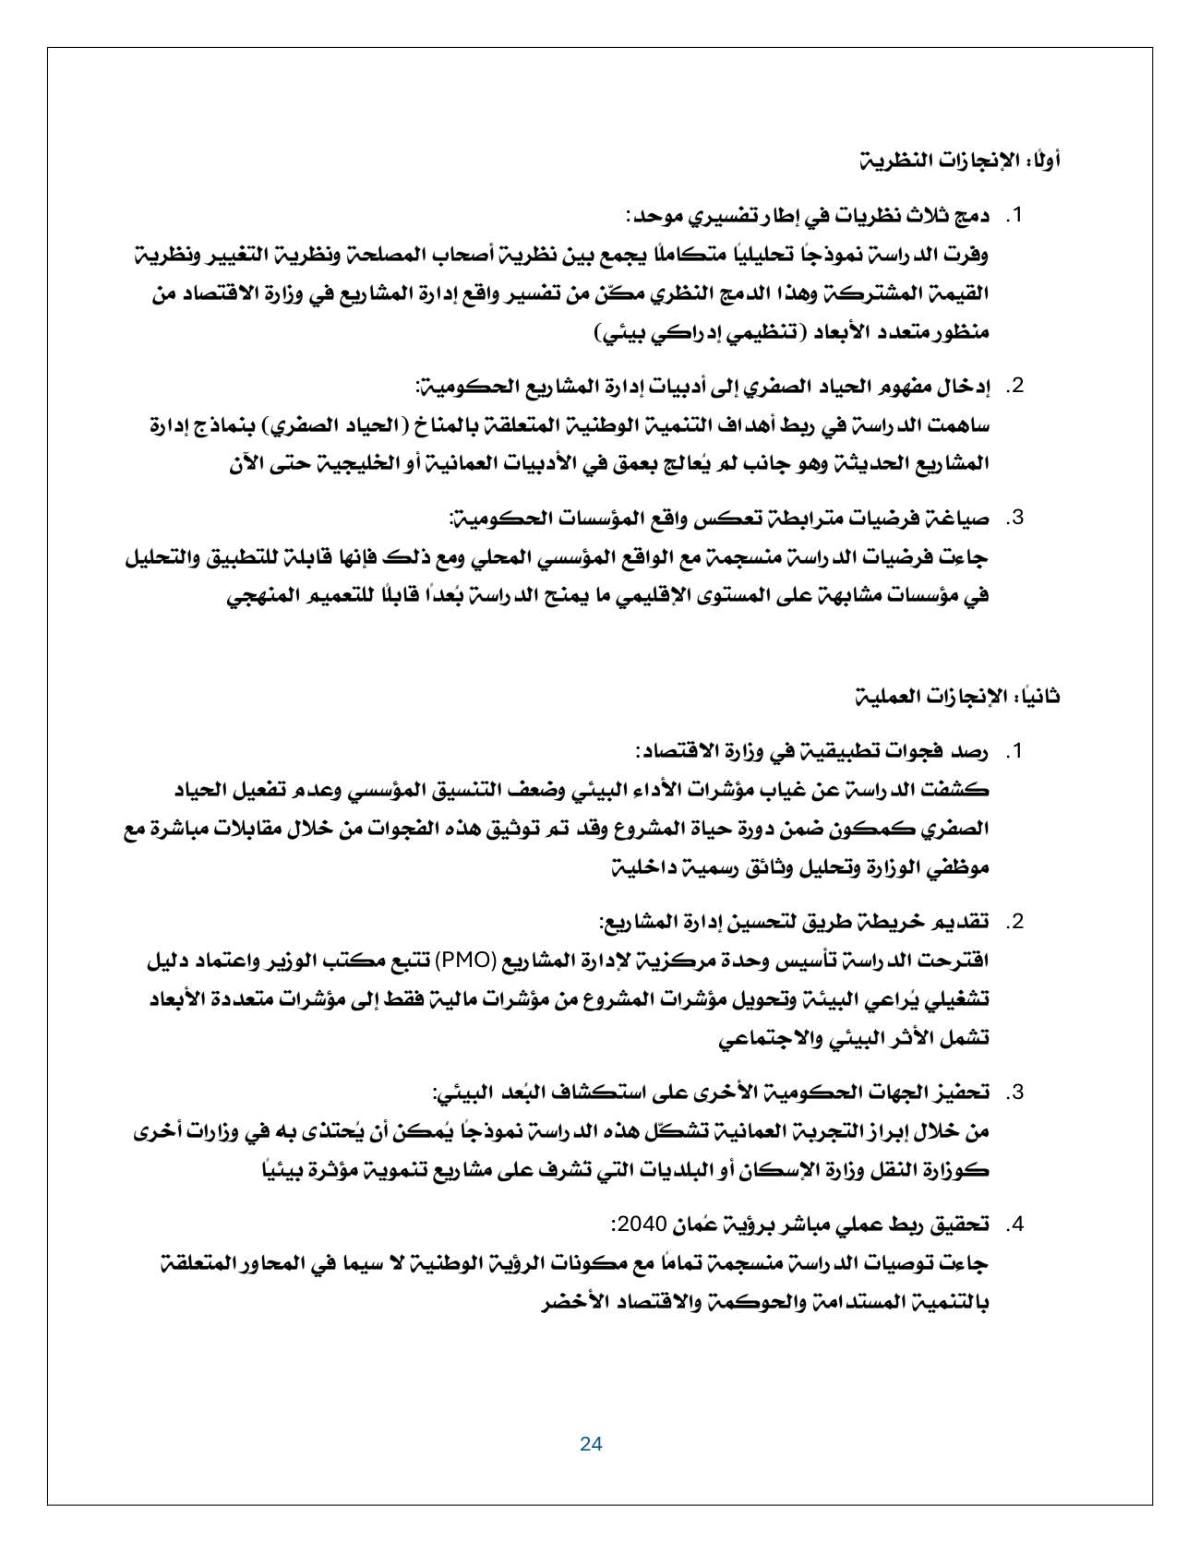 أولًا: الإنجازات النظرية
1. دمج ثلاث نظريات في إطار تفسيري موحد:
وفرت الدراسة نموذجًا تحليليًا متكاملًا يجمع بين نظرية أصحاب المصلحة ونظرية التغيير ونظرية
القيمة المشتركة وهذا الدمج النظري مكّن من تفسير واقع إدارة المشاريع في وزارة الاقتصاد من
منظور متعدد الأبعاد (تنظيمي إدراكي بيئي)
2. إدخال مفهوم الحياد الصفري إلى أدبيات إدارة المشاريع الحكومية:
ساهمت الدراسة في ربط أهداف التنمية الوطنية المتعلقة بالمناخ (الحياد الصفري) بنماذج إدارة
المشاريع الحديثة وهو جانب لم يُعالج بعمق في الأدبيات العمانية أو الخليجية حتى الآن
3. صياغة فرضيات مترابطة تعكس واقع المؤسسات الحكومية:
جاءت فرضيات الدراسة منسجمة مع الواقع المؤسسي المحلي ومع ذلك فإنها قابلة للتطبيق والتحليل
في مؤسسات مشابهة على المستوى الإقليمي ما يمنح الدراسة بُعدًا قابلًا للتعميم المنهجي
ثانيًا: الإنجازات العملية
1. رصد فجوات تطبيقية في وزارة الاقتصاد:
كشفت الدراسة عن غياب مؤشرات الأداء البيئي وضعف التنسيق المؤسسي وعدم تفعيل الحياد
الصفري كمكون ضمن دورة حياة المشروع وقد تم توثيق هذه الفجوات من خلال مقابلات مباشرة مع
موظفي الوزارة وتحليل وثائق رسمية داخلية
2. تقديم خريطة طريق لتحسين إدارة المشاريع:
اقترحت الدراسة تأسيس وحدة مركزية لإدارة المشاريع (PMO) تتبع مكتب الوزير واعتماد دليل
تشغيلي يُراعي البيئة وتحويل مؤشرات المشروع من مؤشرات مالية فقط إلى مؤشرات متعددة الأبعاد
تشمل الأثر البيئي والاجتماعي
3. تحفيز الجهات الحكومية الأخرى على استكشاف البُعد البيئي:
من خلال إبراز التجربة العمانية تشكّل هذه الدراسة نموذجًا يُمكن أن يُحتذى به في وزارات أخرى
كوزارة النقل وزارة الإسكان أو البلديات التي تشرف على مشاريع تنموية مؤثرة بيئيًا
4. تحقيق ربط عملي مباشر برؤية عُمان 2040:
جاءت توصيات الدراسة منسجمة تمامًا مع مكونات الرؤية الوطنية لا سيما في المحاور المتعلقة
بالتنمية المستدامة والحوكمة والاقتصاد الأخضر
24